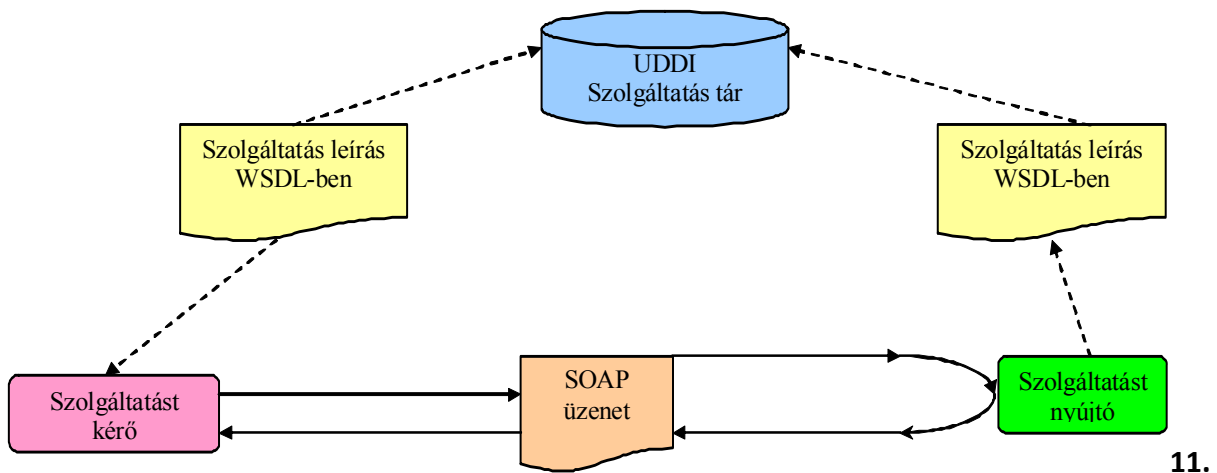 UDDI
Szolgáltatás tár
Szolgáltatás leírás
WSDL-ben
Szolgáltatás leírás
WSDL-ben
Szolgáltatást
kérő
SOAP
üzenet
Szolgáltatást
nyújtó
11.